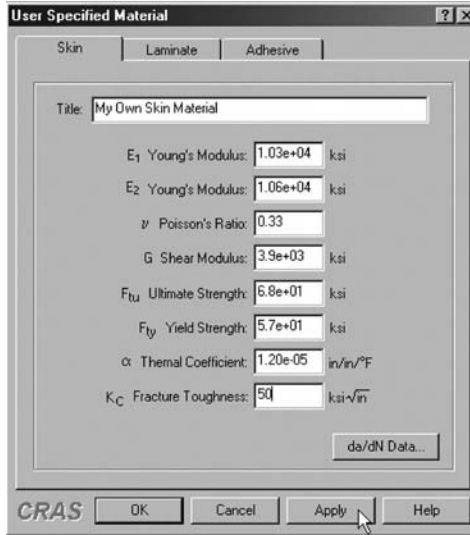 User Specified Material
? X
Skin Laminate Adhesive
Title: My Own Skin Material
E1 Young's Modulus: 1.03e+04 ksi
E2 Young's Modulus: 1.06e+04 ksi
ν Poisson's Ratio: 0.33
G Shear Modulus: 3.9e+03 ksi
Ftu Ultimate Strength: 6.8e+01 ksi
Fty Yield Strength: 5.7e+01 ksi
α Themal Coefficient: 1.20e-05 in/in/°F
KC Fracture Toughness: 50 ksi√in
da/dN Data...
CRAS OK Cancel Apply Help